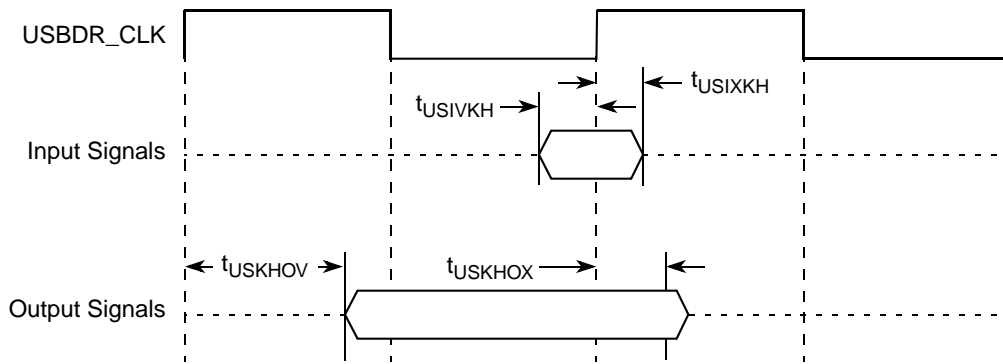 USBDR_CLK
tUSIXKH
tUSIVKH
Input Signals
tUSKHOV
tUSKHOX
Output Signals